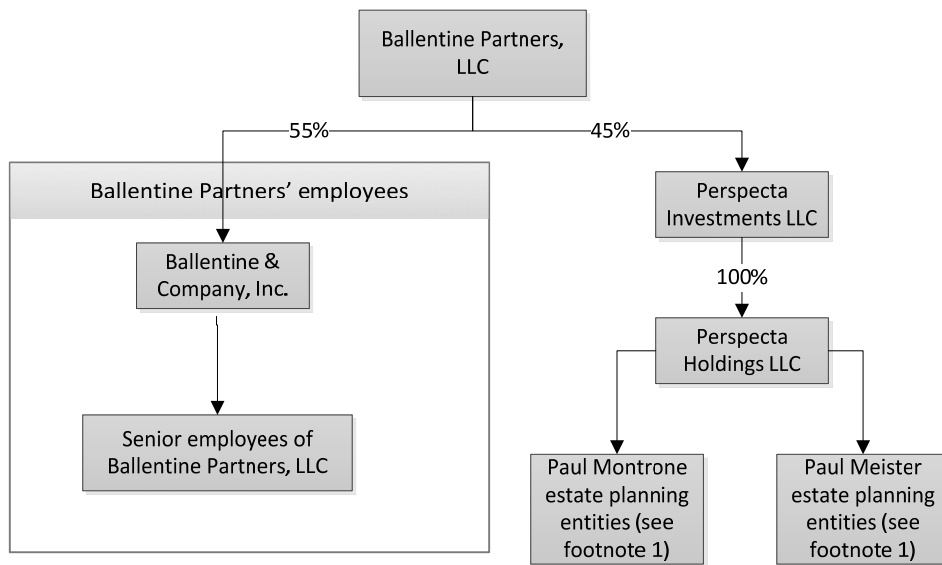 Ballentine Partners,
LLC
55%
45%
Ballentine Partners’ employees
Perspecta
Investments LLC
Ballentine &
Company, Inc.
100%
Perspecta
Holdings LLC
Senior employees of
Ballentine Partners, LLC
Paul Montrone
estate planning
entities (see
footnote 1)
Paul Meister
estate planning
entities (see
footnote 1)